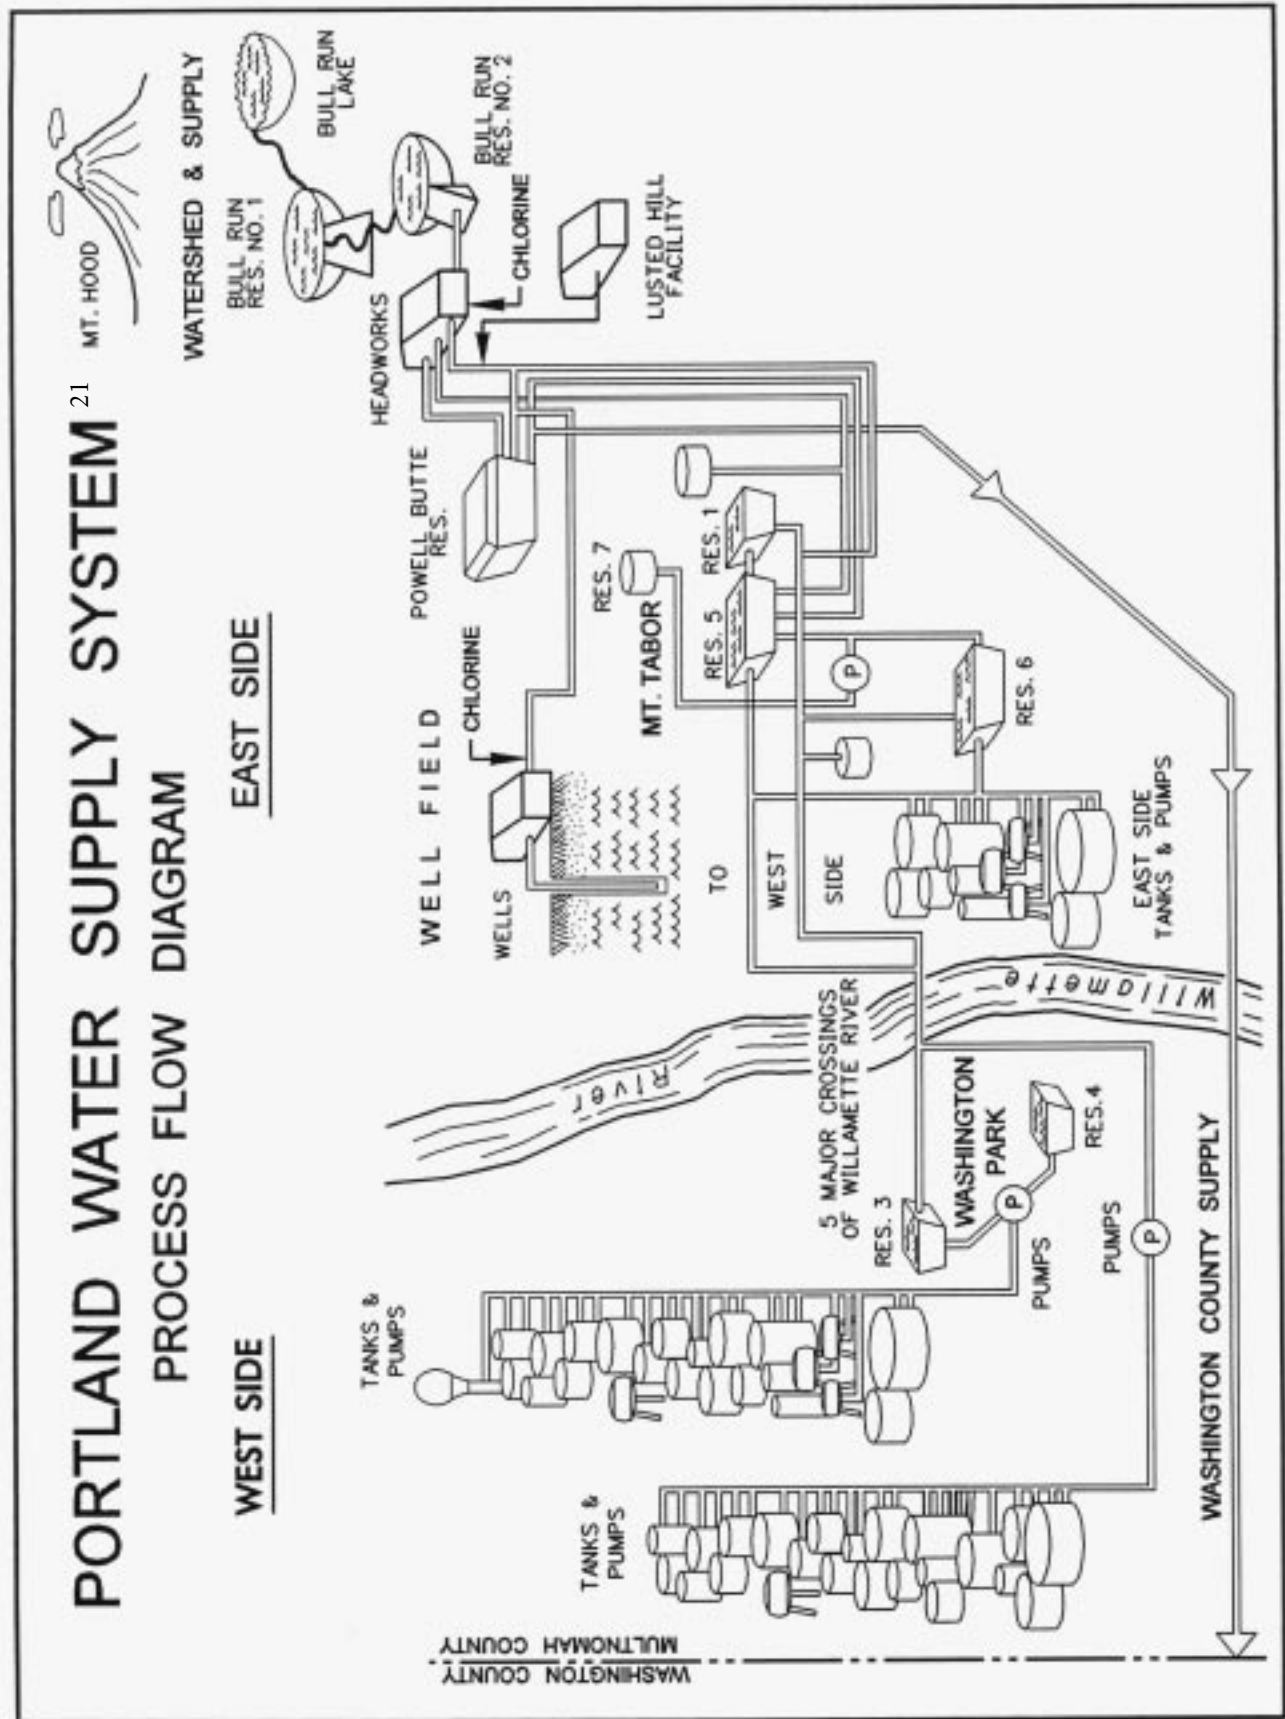 PORTLAND WATER SUPPLY SYSTEM 21
PROCESS FLOW DIAGRAM
WEST SIDE
EAST SIDE
MT. HOOD
WATERSHED & SUPPLY
BULL RUN
RES. NO. 1
BULL RUN
LAKE
BULL RUN
RES. NO. 2
HEADWORKS
CHLORINE
LUSTED HILL
FACILITY
POWELL BUTTE
RES.
WELL FIELD
CHLORINE
WELLS
RES. 7
MT. TABOR
RES. 1
RES. 5
P
RES. 6
TO
WEST
SIDE
EAST SIDE
TANKS & PUMPS
River
Willamette
5 MAJOR CROSSINGS
OF WILLAMETTE RIVER
WASHINGTON
PARK
RES. 3
RES.4
P
PUMPS
PUMPS
P
TANKS &
PUMPS
TANKS &
PUMPS
WASHINGTON COUNTY SUPPLY
MULTNOMAH COUNTY
WASHINGTON COUNTY